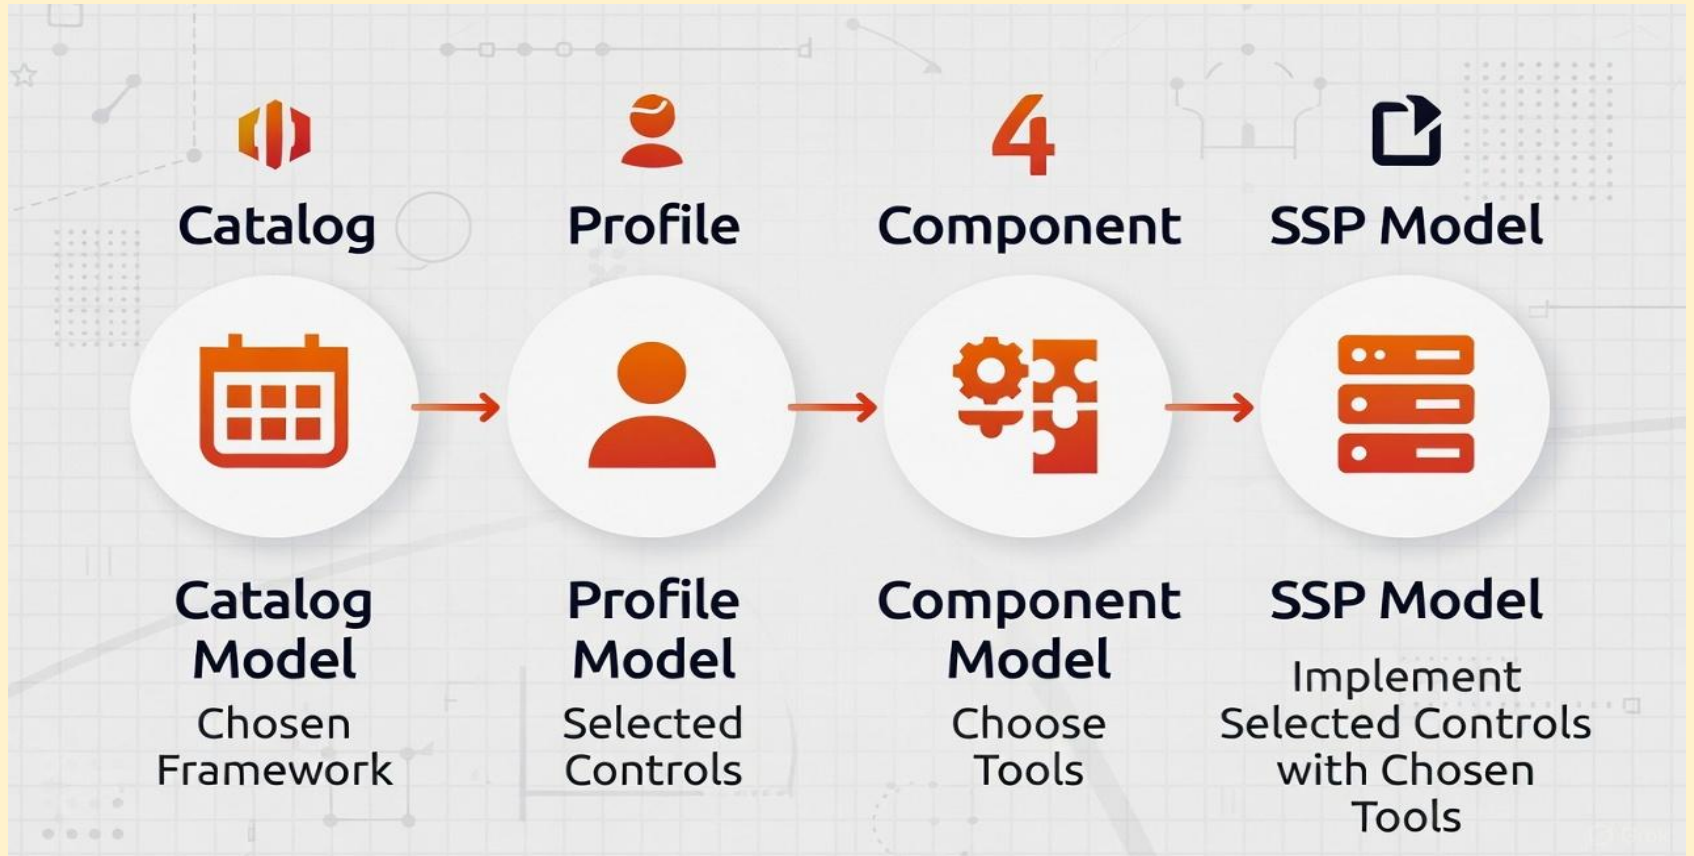 4
Catalog
Profile
Component
SSP Model
Catalog
Model
Chosen
Framework
Profile
Model
Selected
Controls
Component
Model
Choose
Tools
SSP Model
Implement
Selected Controls
with Chosen
Tools